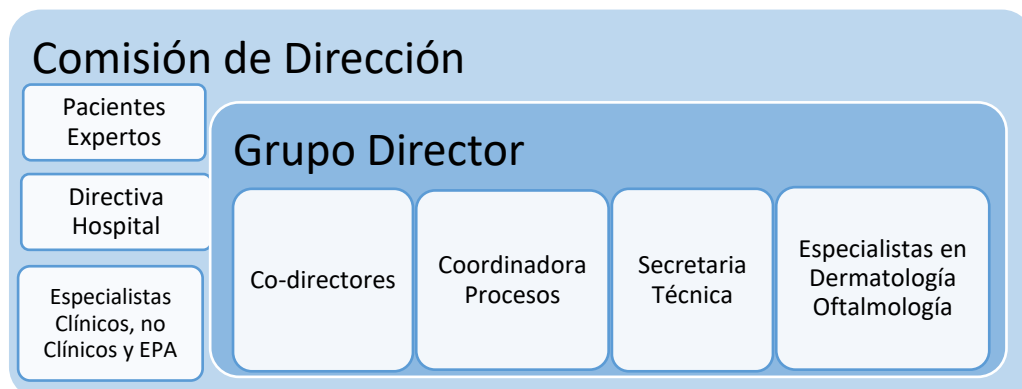 Comisión de Dirección
Pacientes
Expertos
Directiva
Hospital
Especialistas
Clínicos, no
Clínicos y EPA
Grupo Director
Co-directores
Coordinadora
Procesos
Secretaria
Técnica
Especialistas en
Dermatología
Oftalmología